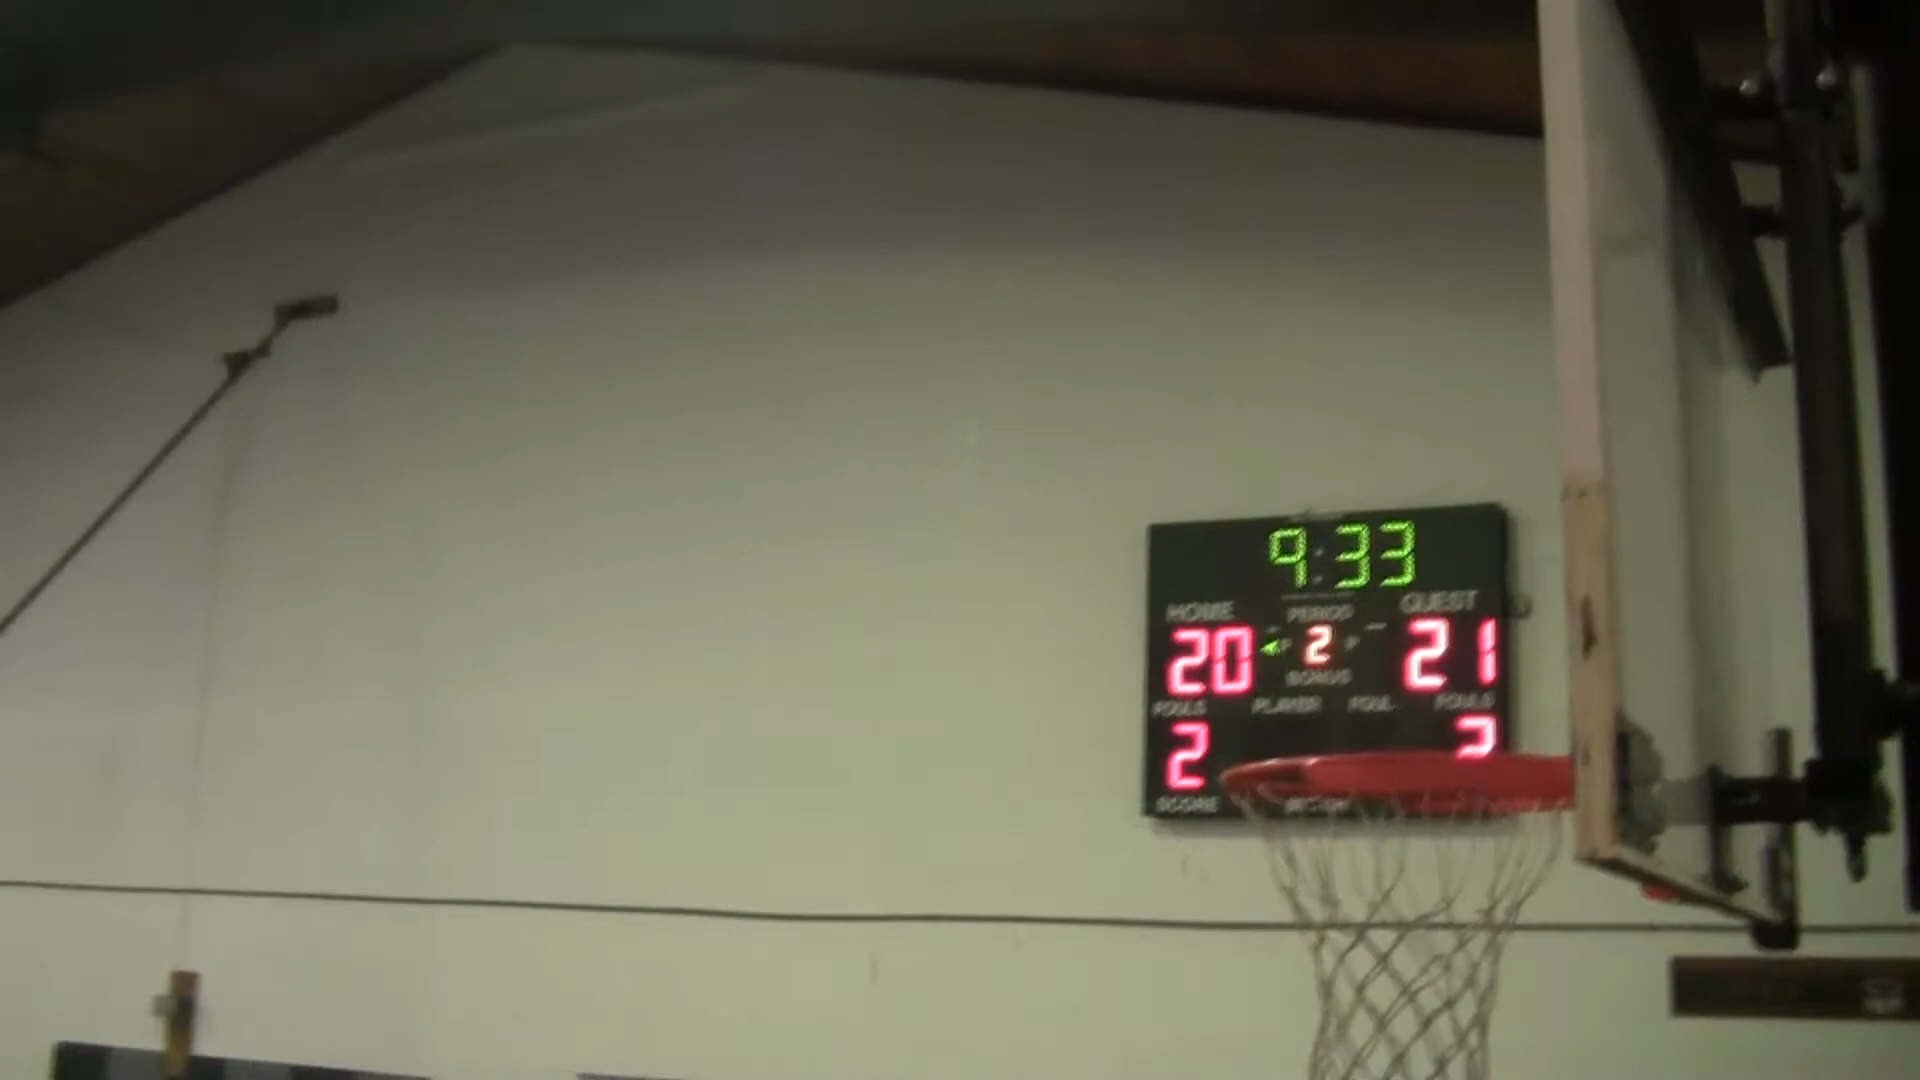 9:33
HOME PERIOD GUEST
20 P 2 P 21
BONUS
FOULS PLAYER FOUL FOULS
2
SCORE